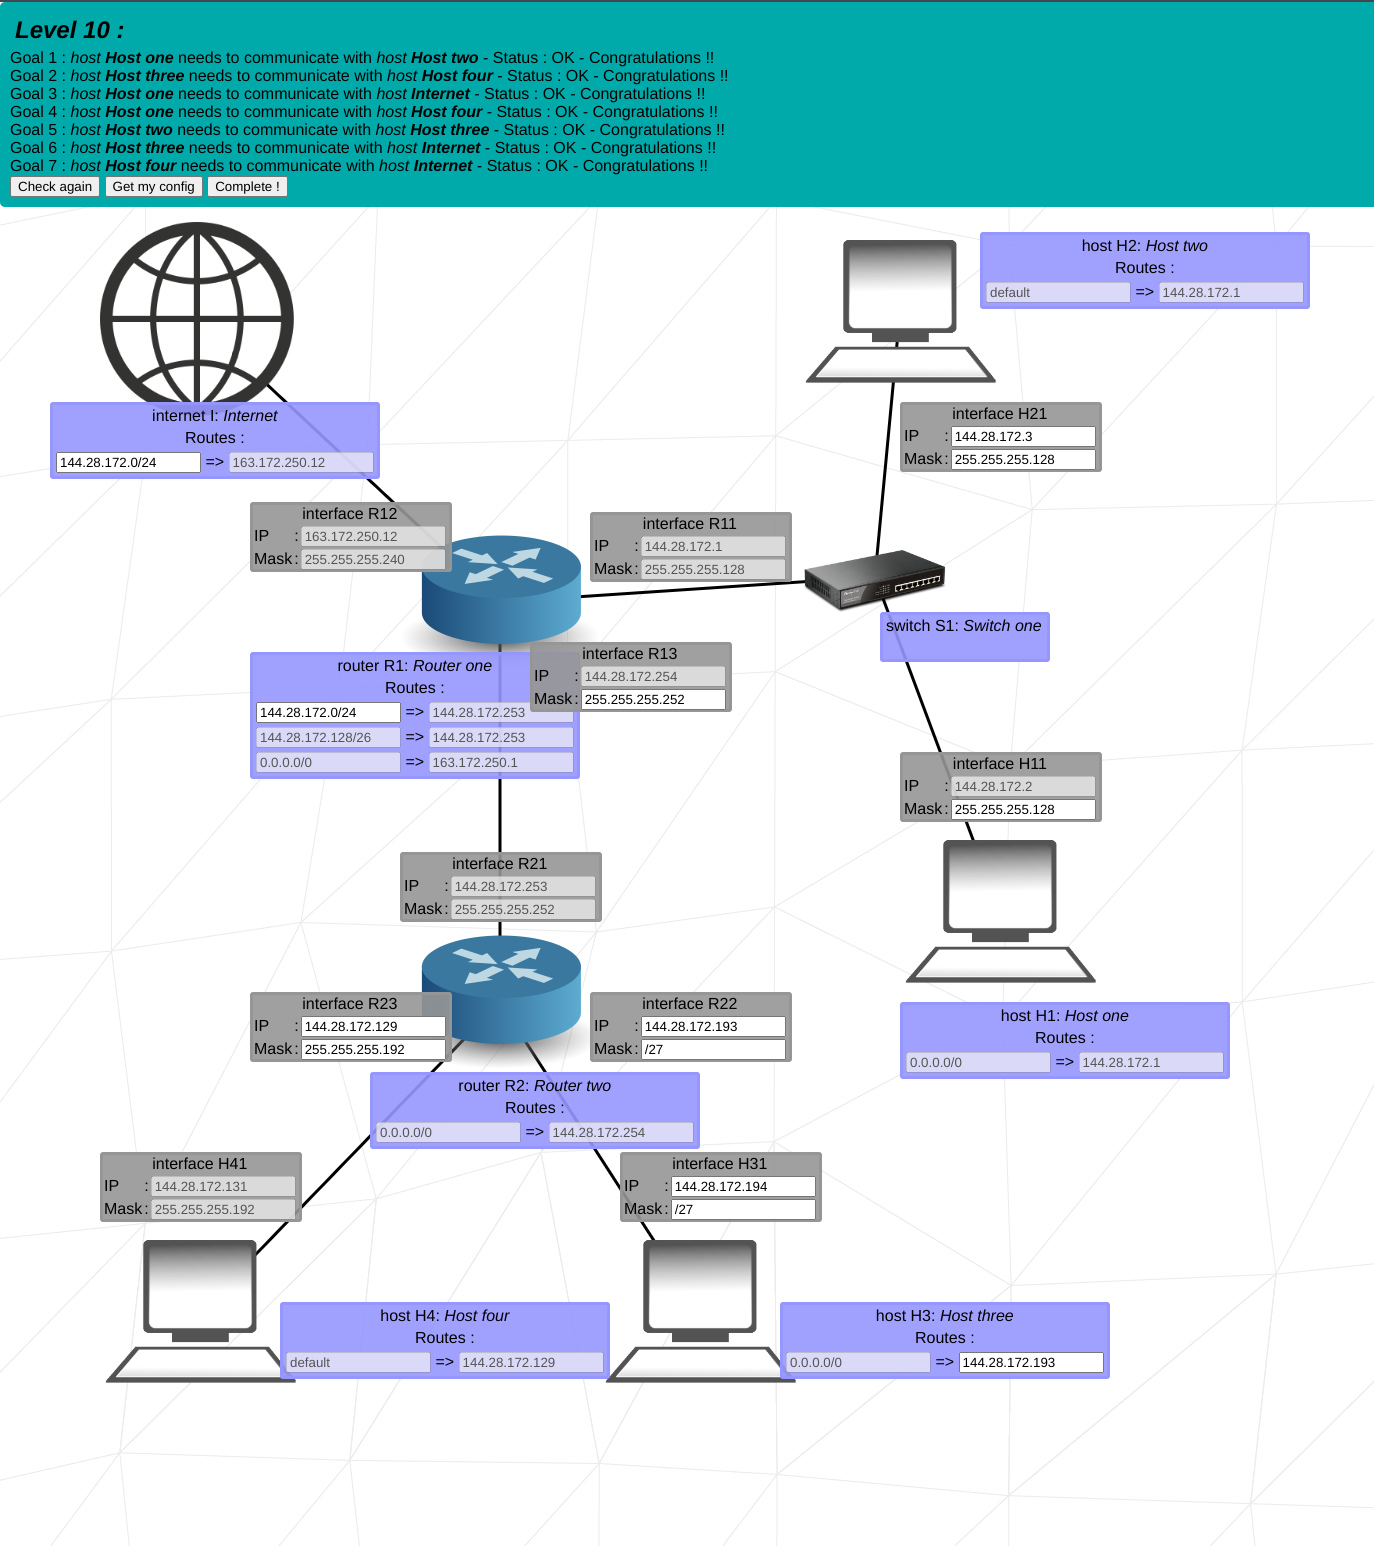 Level 10 :
Goal 1 : host Host one needs to communicate with host Host two - Status : OK - Congratulations !!
Goal 2 : host Host three needs to communicate with host Host four - Status : OK - Congratulations !!
Goal 3 : host Host one needs to communicate with host Internet - Status : OK - Congratulations !!
Goal 4 : host Host one needs to communicate with host Host four - Status : OK - Congratulations !!
Goal 5 : host Host two needs to communicate with host Host three - Status : OK - Congratulations !!
Goal 6 : host Host three needs to communicate with host Internet - Status : OK - Congratulations !!
Goal 7 : host Host four needs to communicate with host Internet - Status : OK - Congratulations !!
Check again Get my config Complete !
host H2: Host two
Routes :
default => 144.28.172.1
internet I: Internet
Routes :
144.28.172.0/24 => 163.172.250.12
interface H21
IP : 144.28.172.3
Mask : 255.255.255.128
interface R12
IP : 163.172.250.12
Mask : 255.255.255.240
interface R11
IP : 144.28.172.1
Mask : 255.255.255.128
switch S1: Switch one
interface R13
IP : 144.28.172.254
Mask : 255.255.255.252
router R1: Router one
Routes :
144.28.172.0/24 => 144.28.172.253
144.28.172.128/26 => 144.28.172.253
0.0.0.0/0 => 163.172.250.1
interface H11
IP : 144.28.172.2
Mask : 255.255.255.128
interface R21
IP : 144.28.172.253
Mask : 255.255.255.252
interface R23
IP : 144.28.172.129
Mask : 255.255.255.192
interface R22
IP : 144.28.172.193
Mask : /27
host H1: Host one
Routes :
0.0.0.0/0 => 144.28.172.1
router R2: Router two
Routes :
0.0.0.0/0 => 144.28.172.254
interface H41
IP : 144.28.172.131
Mask : 255.255.255.192
interface H31
IP : 144.28.172.194
Mask : /27
host H4: Host four
Routes :
default => 144.28.172.129
host H3: Host three
Routes :
0.0.0.0/0 => 144.28.172.193